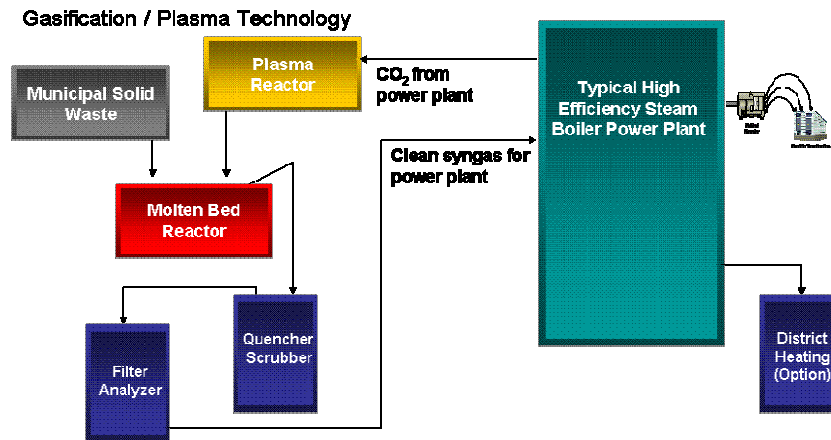 Gasification / Plasma Technology
Plasma
Reactor
Municipal Solid
Waste
CO₂ from
power plant
Typical High
Efficiency Steam
Boiler Power Plant
Clean syngas for
power plant
Molten Bed
Reactor
Quencher
Scrubber
Filter
Analyzer
District
Heating
(Option)